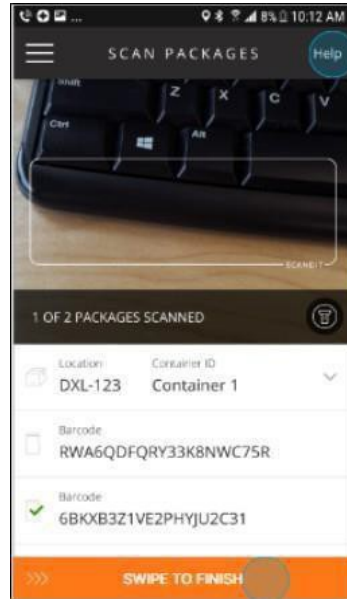 8% 10:12 AM
SCAN PACKAGES
Help
Shift Z X C V
Ctrl Alt
SCANDIT
1 OF 2 PACKAGES SCANNED
Location Container ID
DXL-123 Container 1
Barcode
RWA6QDFQRY33K8NWC75R
Barcode
6BKXB3Z1VE2PHYJU2C31
SWIPE TO FINISH